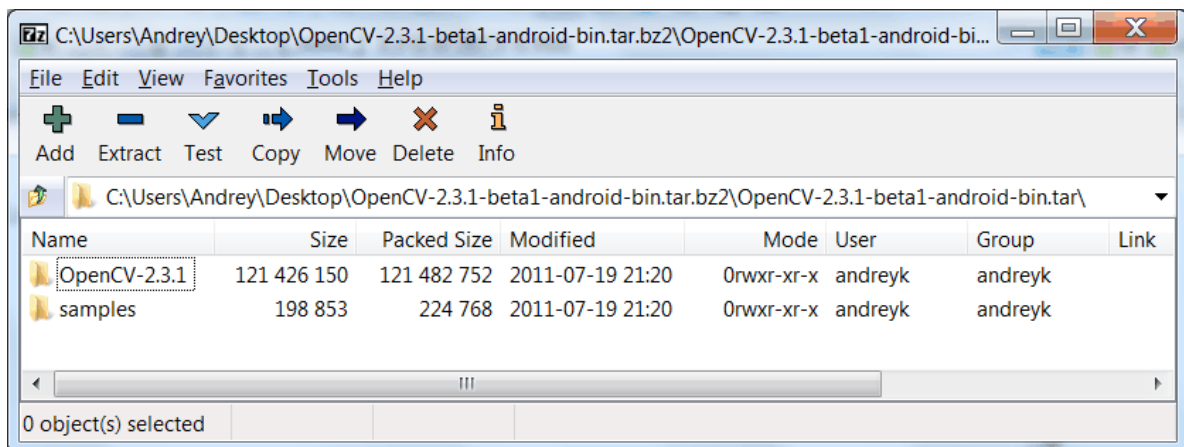 7z C:\Users\Andrey\Desktop\OpenCV-2.3.1-beta1-android-bin.tar.bz2\OpenCV-2.3.1-beta1-android-bi...
File Edit View Favorites Tools Help
Add Extract Test Copy Move Delete Info
C:\Users\Andrey\Desktop\OpenCV-2.3.1-beta1-android-bin.tar.bz2\OpenCV-2.3.1-beta1-android-bin.tar\
Name Size Packed Size Modified Mode User Group Link
OpenCV-2.3.1 121 426 150 121 482 752 2011-07-19 21:20 0rwxr-xr-x andreyk andreyk
samples 198 853 224 768 2011-07-19 21:20 0rwxr-xr-x andreyk andreyk
0 object(s) selected